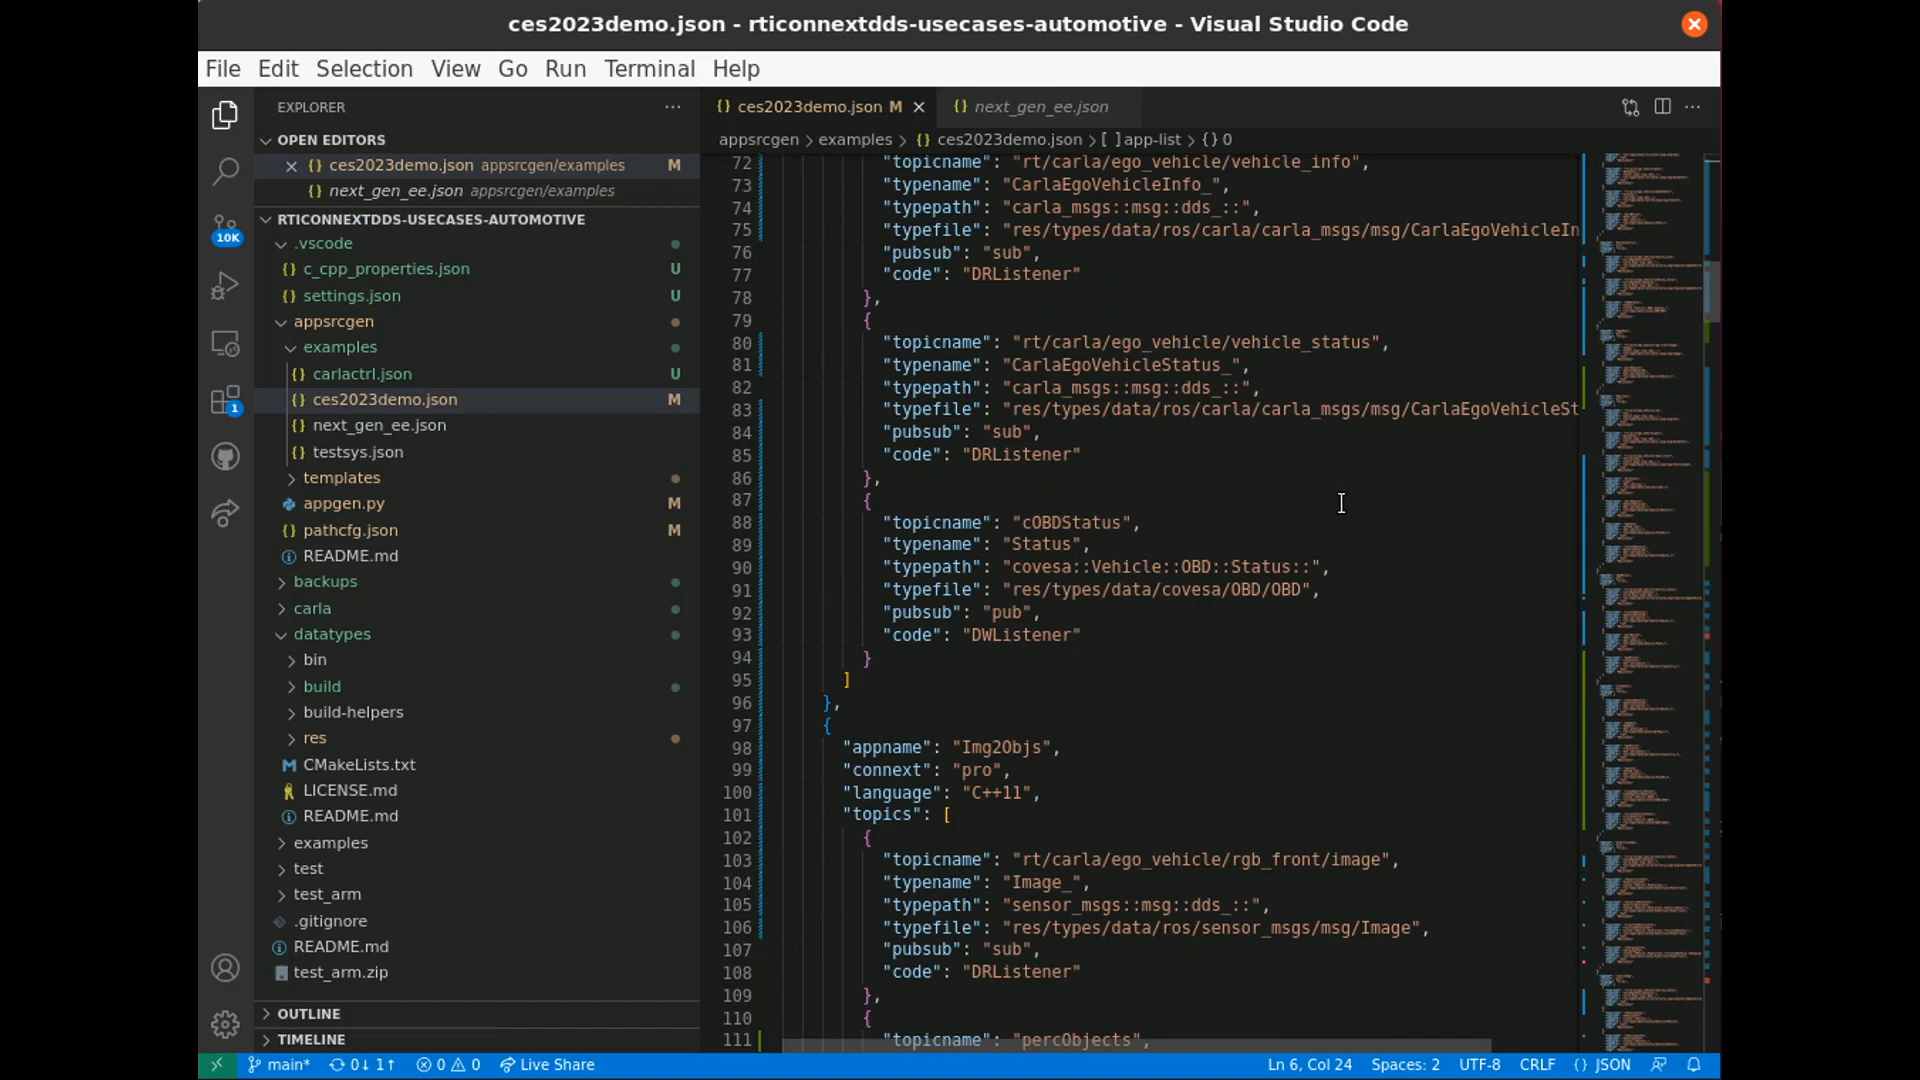 ces2023demo.json - rticonnextdds-usecases-automotive - Visual Studio Code
File Edit Selection View Go Run Terminal Help
EXPLORER
OPEN EDITORS
ces2023demo.json appsrcgen/examples M
next_gen_ee.json appsrcgen/examples
RTICONNEXTDDS-USECASES-AUTOMOTIVE
.vscode
c_cpp_properties.json U
settings.json U
appsrcgen
examples
carlactrl.json U
ces2023demo.json M
next_gen_ee.json
testsys.json
templates
appgen.py M
pathcfg.json M
README.md
backups
carla
datatypes
bin
build
build-helpers
res
CMakeLists.txt
LICENSE.md
README.md
examples
test
test_arm
.gitignore
README.md
test_arm.zip
OUTLINE
TIMELINE
10K
1
{} ces2023demo.json M {} next_gen_ee.json
appsrcgen > examples > {} ces2023demo.json > [ ] app-list > {} 0
72 "topicname": "rt/carla/ego_vehicle/vehicle_info",
73 "typename": "CarlaEgoVehicleInfo_",
74 "typepath": "carla_msgs::msg::dds_::",
75 "typefile": "res/types/data/ros/carla/carla_msgs/msg/CarlaEgoVehicleIn
76 "pubsub": "sub",
77 "code": "DRListener"
78 },
79 {
80 "topicname": "rt/carla/ego_vehicle/vehicle_status",
81 "typename": "CarlaEgoVehicleStatus_",
82 "typepath": "carla_msgs::msg::dds_::",
83 "typefile": "res/types/data/ros/carla/carla_msgs/msg/CarlaEgoVehicleSt
84 "pubsub": "sub",
85 "code": "DRListener"
86 },
87 {
88 "topicname": "cOBDStatus",
89 "typename": "Status",
90 "typepath": "covesa::Vehicle::OBD::Status::",
91 "typefile": "res/types/data/covesa/OBD/OBD",
92 "pubsub": "pub",
93 "code": "DWListener"
94 }
95 ]
96 },
97 {
98 "appname": "Img2Objs",
99 "connext": "pro",
100 "language": "C++11",
101 "topics": [
102 {
103 "topicname": "rt/carla/ego_vehicle/rgb_front/image",
104 "typename": "Image_",
105 "typepath": "sensor_msgs::msg::dds_::",
106 "typefile": "res/types/data/ros/sensor_msgs/msg/Image",
107 "pubsub": "sub",
108 "code": "DRListener"
109 },
110 {
111 "topicname": "percObjects",
main* 0↓ 1↑ 0 0 Live Share Ln 6, Col 24 Spaces: 2 UTF-8 CRLF {} JSON